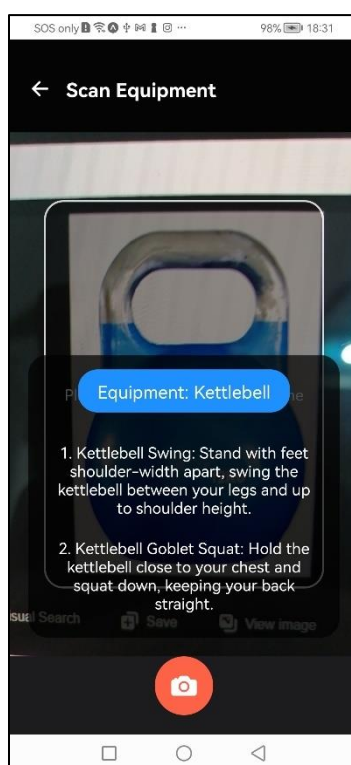 SOS only
98% 18:31
Scan Equipment
Equipment: Kettlebell
1. Kettlebell Swing: Stand with feet
shoulder-width apart, swing the
kettlebell between your legs and up
to shoulder height.
2. Kettlebell Goblet Squat: Hold the
kettlebell close to your chest and
squat down, keeping your back
straight.
Search Save View image